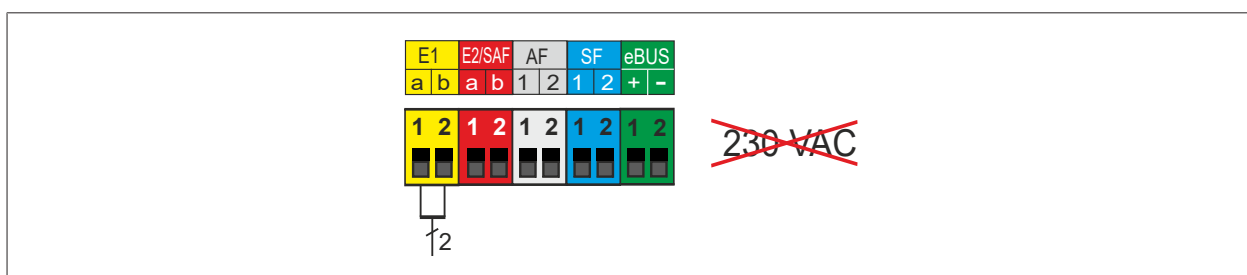 E1 E2/SAF AF SF eBUS
a b a b 1 2 1 2 + -
1 2 1 2 1 2 1 2 1 2
230 VAC
2